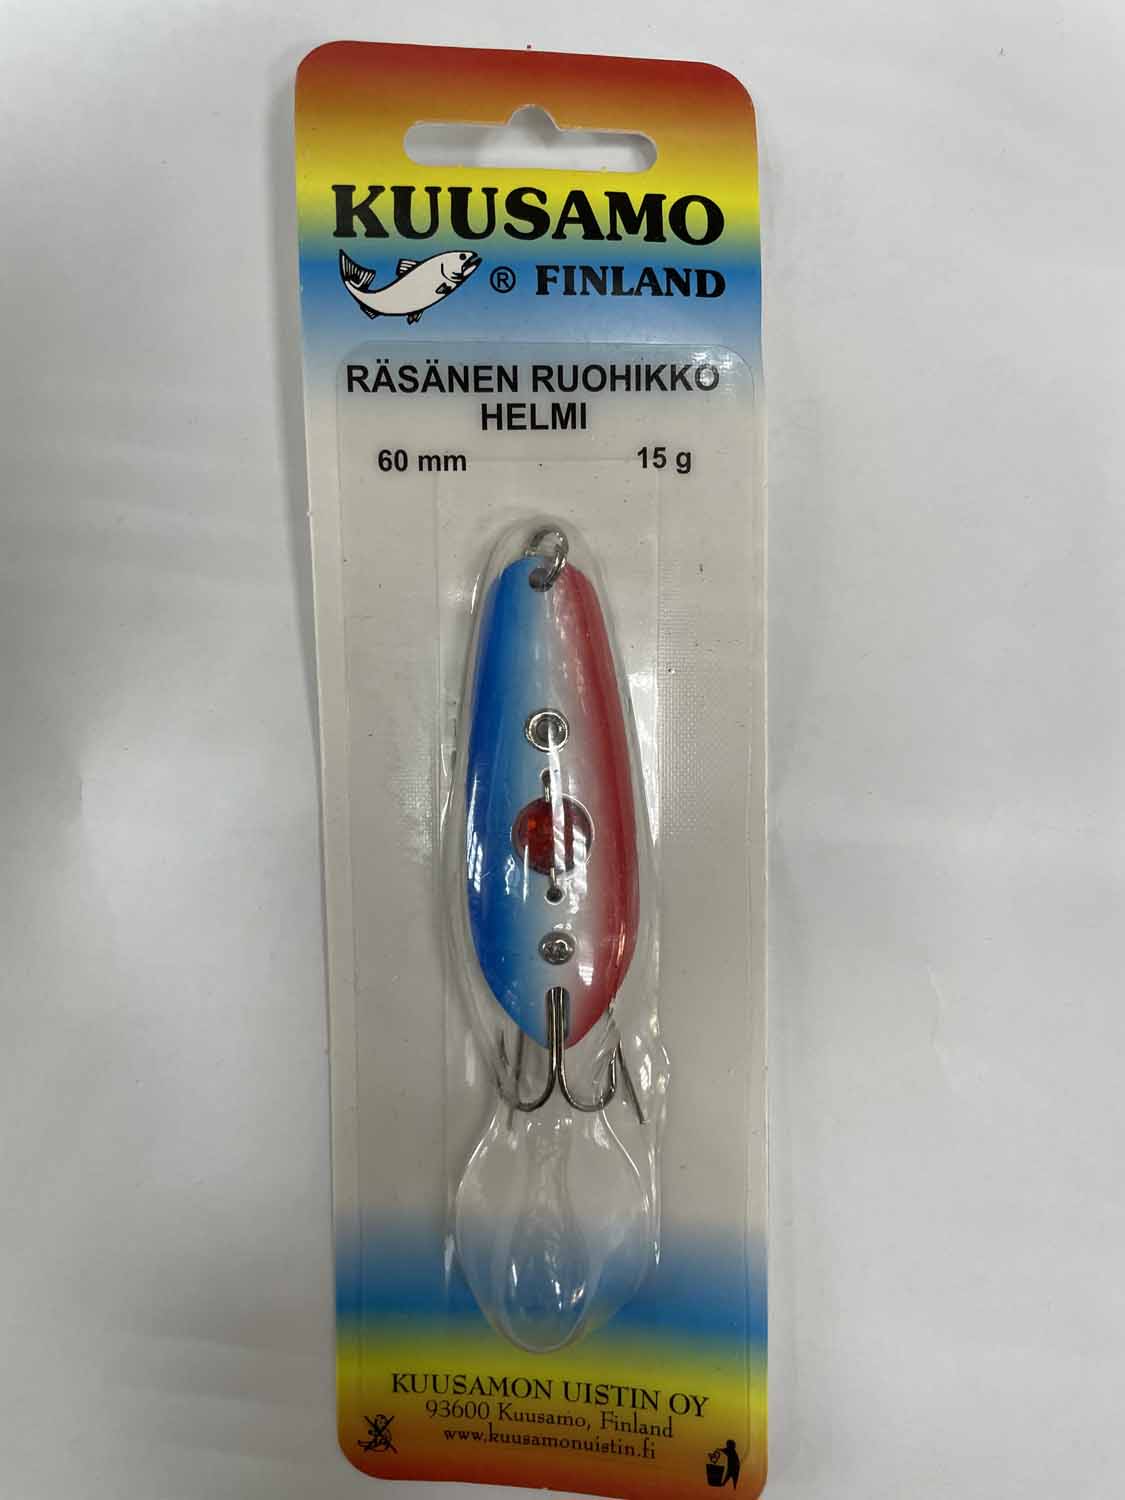 KUUSAMO
® FINLAND
RÄSÄNEN RUOHIKKO
HELMI
60 mm 15 g
KUUSAMON UISTIN OY
93600 Kuusamo, Finland
www.kuusamonuistin.fi